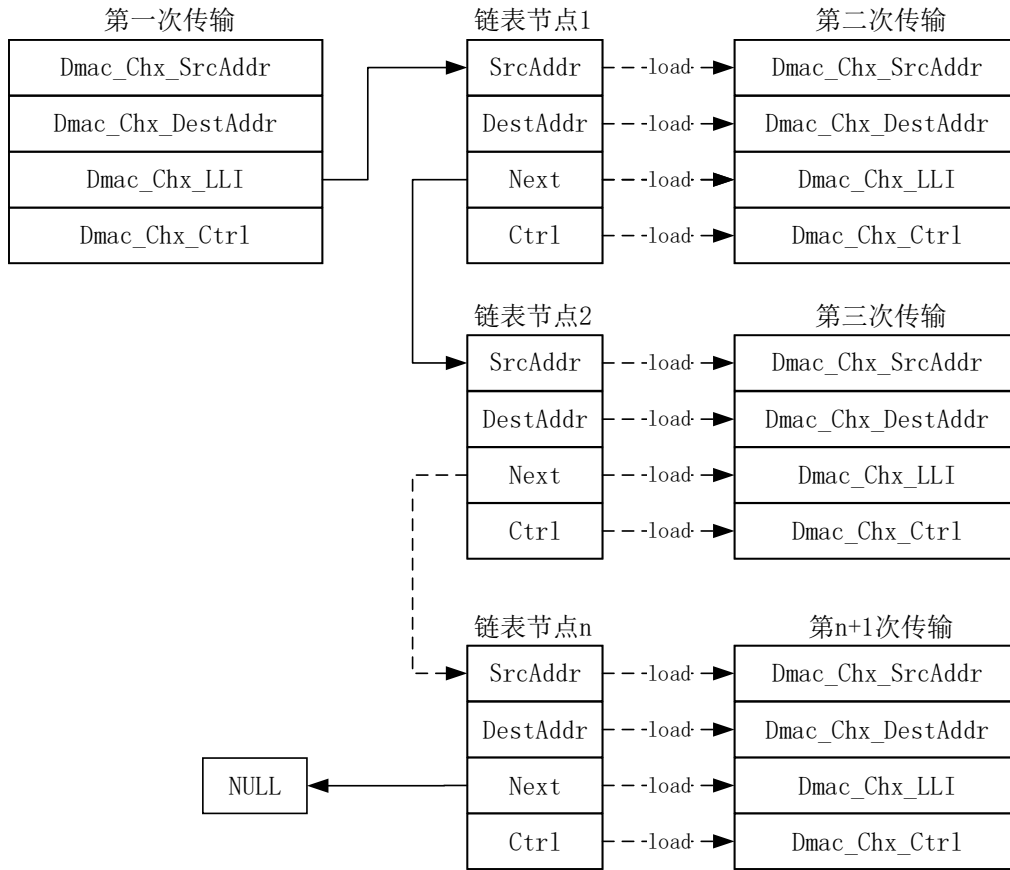 第一次传输
链表节点1
第二次传输
Dmac_Chx_SrcAddr
SrcAddr
load
Dmac_Chx_SrcAddr
Dmac_Chx_DestAddr
DestAddr
load
Dmac_Chx_DestAddr
Dmac_Chx_LLI
Next
load
Dmac_Chx_LLI
Dmac_Chx_Ctrl
Ctrl
load
Dmac_Chx_Ctrl
链表节点2
第三次传输
SrcAddr
load
Dmac_Chx_SrcAddr
DestAddr
load
Dmac_Chx_DestAddr
Next
load
Dmac_Chx_LLI
Ctrl
load
Dmac_Chx_Ctrl
链表节点n
第n+1次传输
SrcAddr
load
Dmac_Chx_SrcAddr
DestAddr
load
Dmac_Chx_DestAddr
NULL
Next
load
Dmac_Chx_LLI
Ctrl
load
Dmac_Chx_Ctrl